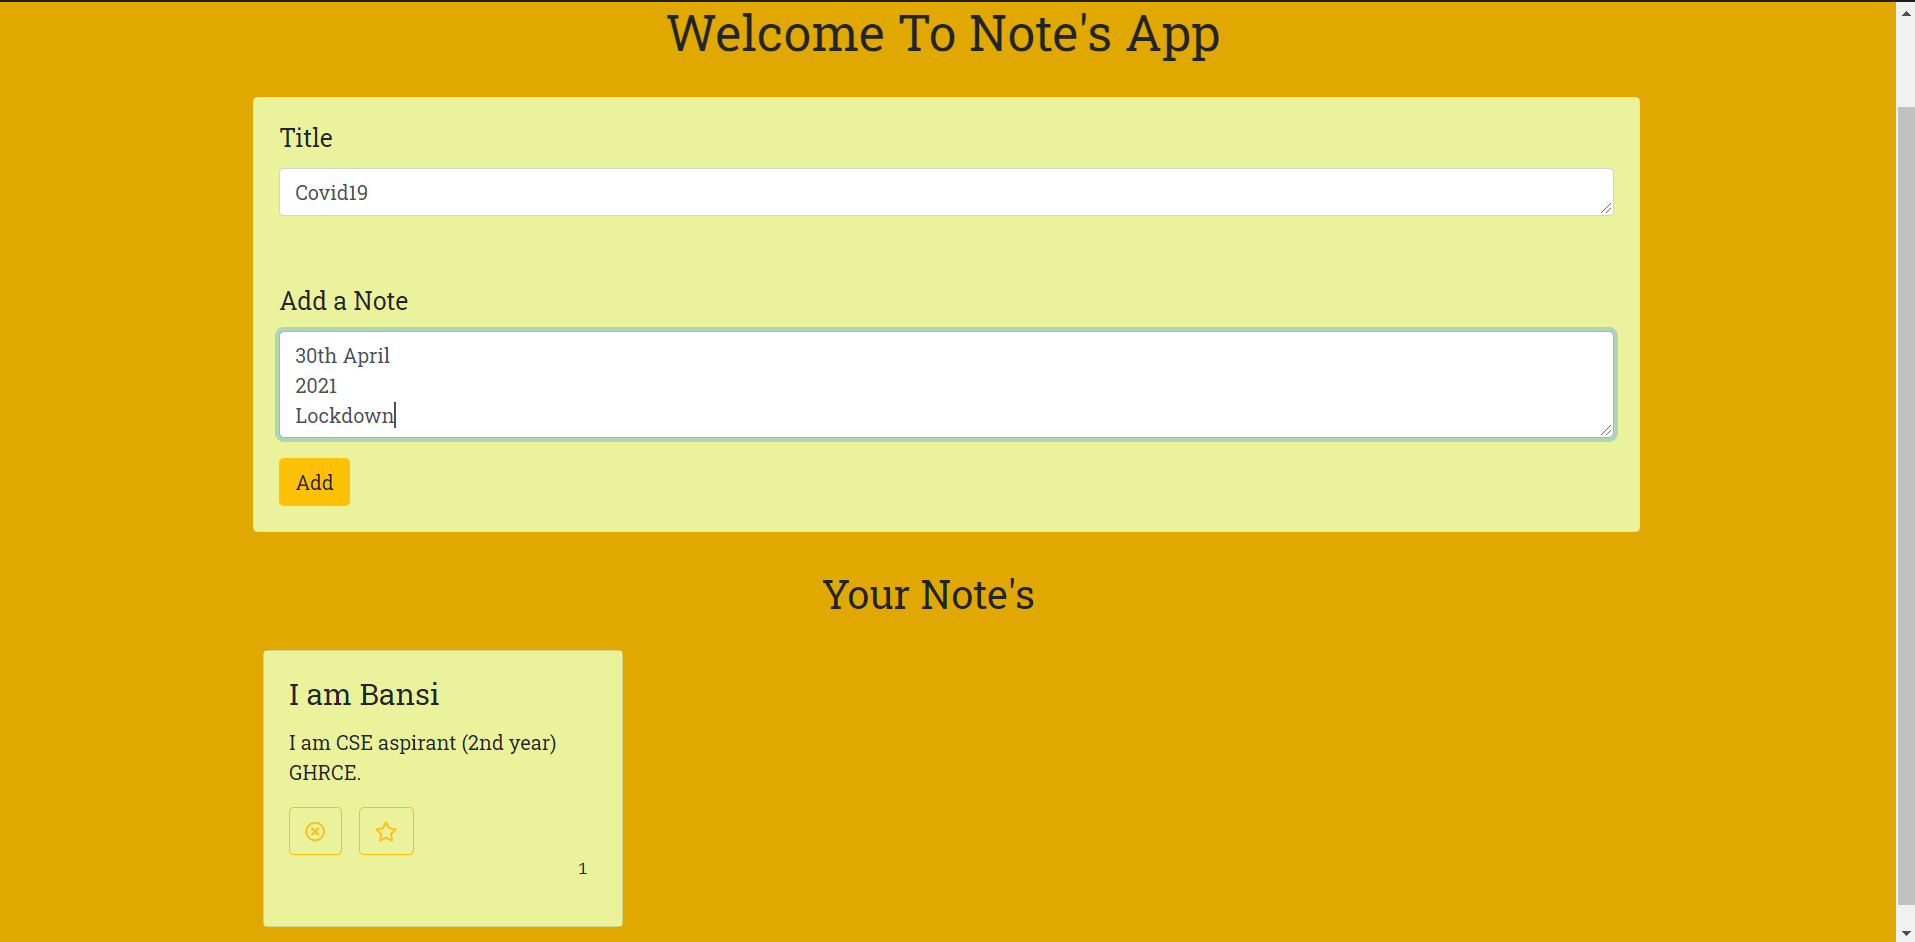 Welcome To Note's App
Title
Covid19
Add a Note
30th April
2021
Lockdown
Add
Your Note's
I am Bansi
I am CSE aspirant (2nd year)
GHRCE.
1